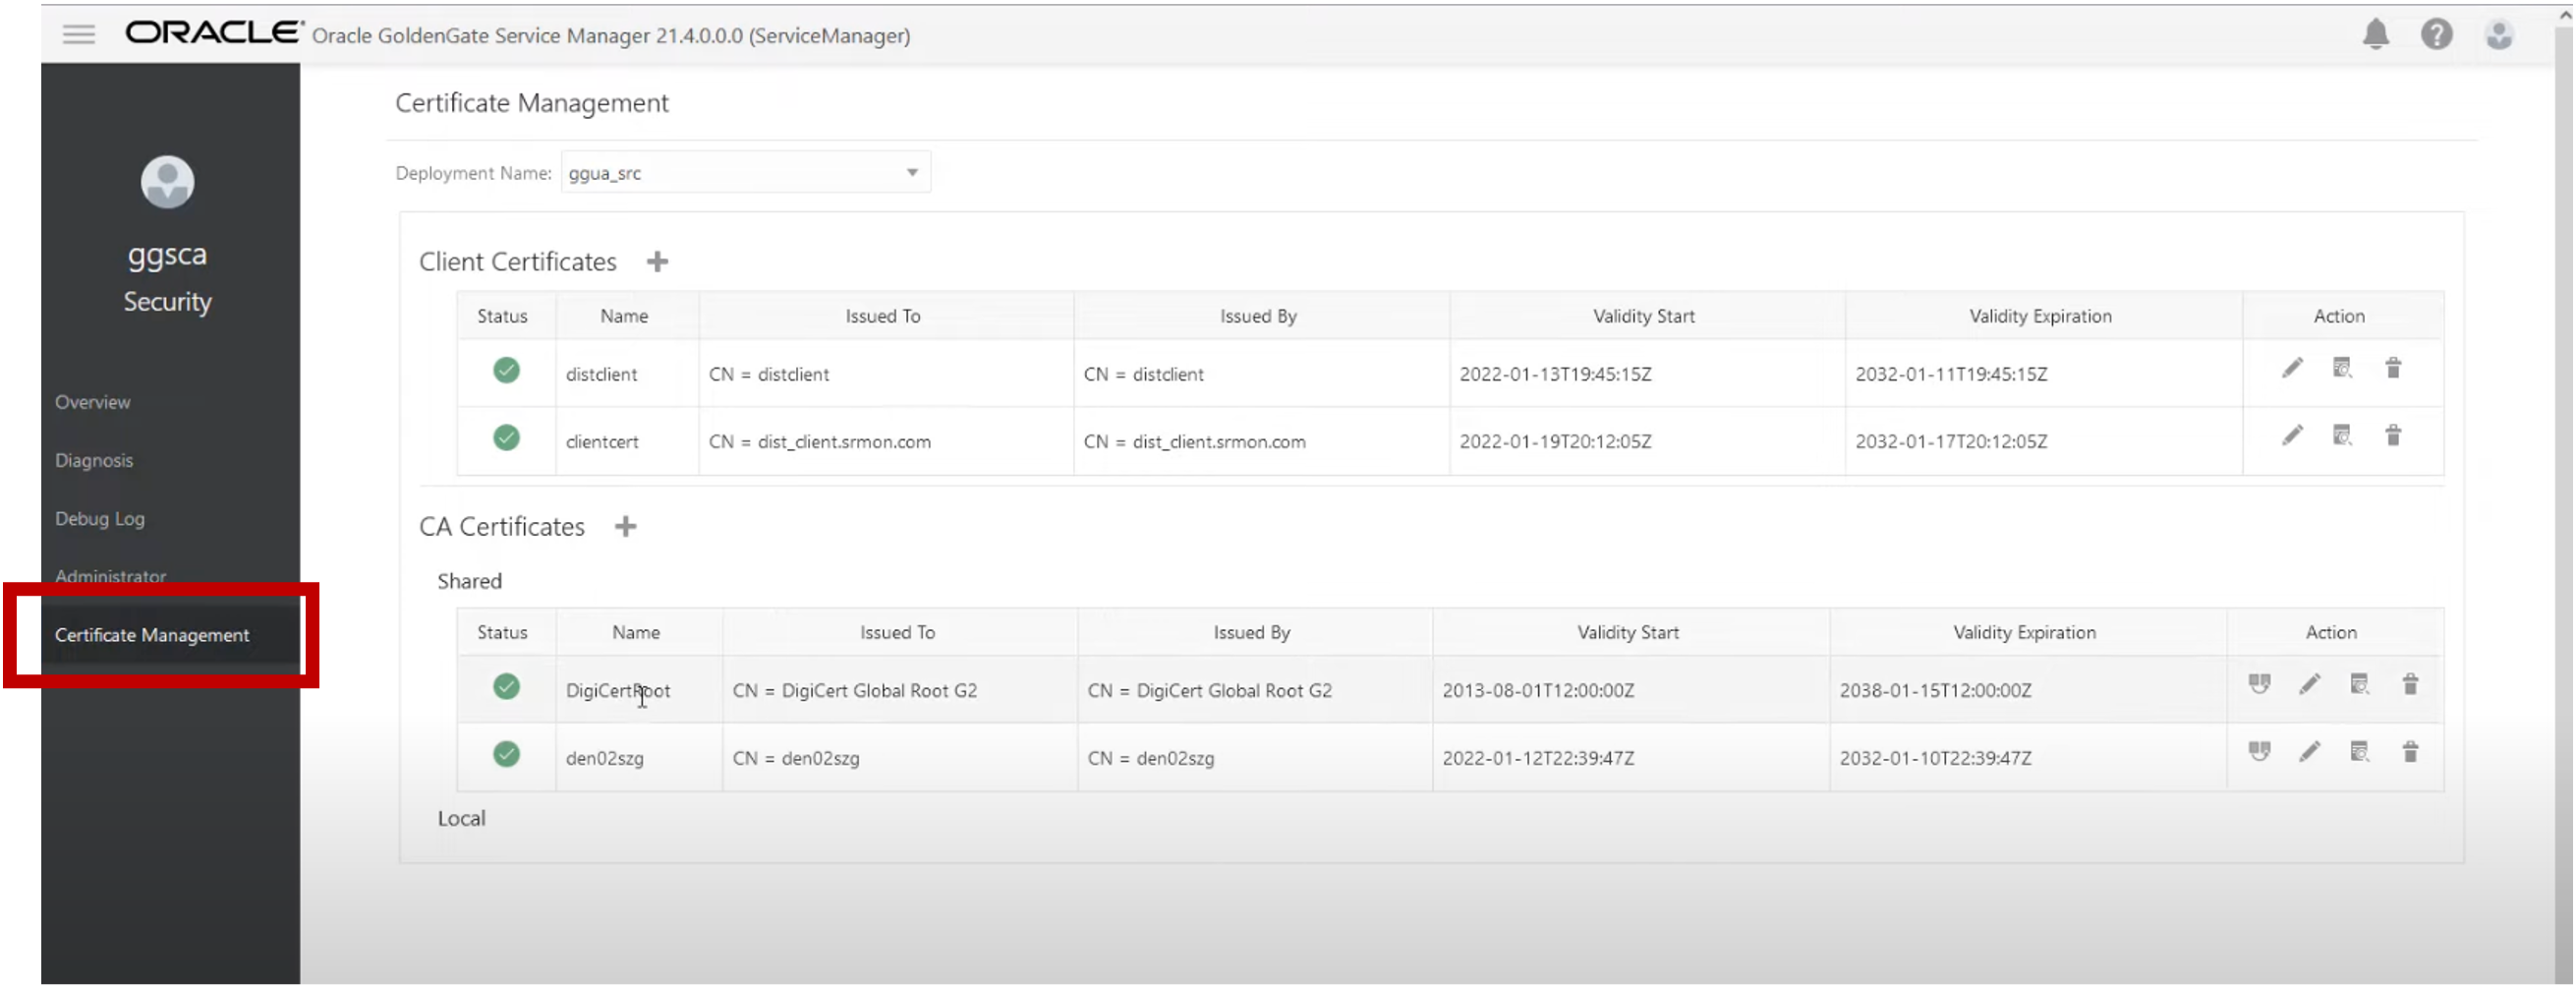 ORACLE® Oracle GoldenGate Service Manager 21.4.0.0.0 (ServiceManager)
ggsca
Security
Overview
Diagnosis
Debug Log
Administrator
Certificate Management
Certificate Management
Deployment Name: ggua_src
Client Certificates
Status Name Issued To Issued By Validity Start Validity Expiration Action
distclient CN = distclient CN = distclient 2022-01-13T19:45:15Z 2032-01-11T19:45:15Z
clientcert CN = dist_client.srmon.com CN = dist_client.srmon.com 2022-01-19T20:12:05Z 2032-01-17T20:12:05Z
CA Certificates
Shared
Status Name Issued To Issued By Validity Start Validity Expiration Action
DigiCertRoot CN = DigiCert Global Root G2 CN = DigiCert Global Root G2 2013-08-01T12:00:00Z 2038-01-15T12:00:00Z
den02szg CN = den02szg CN = den02szg 2022-01-12T22:39:47Z 2032-01-10T22:39:47Z
Local